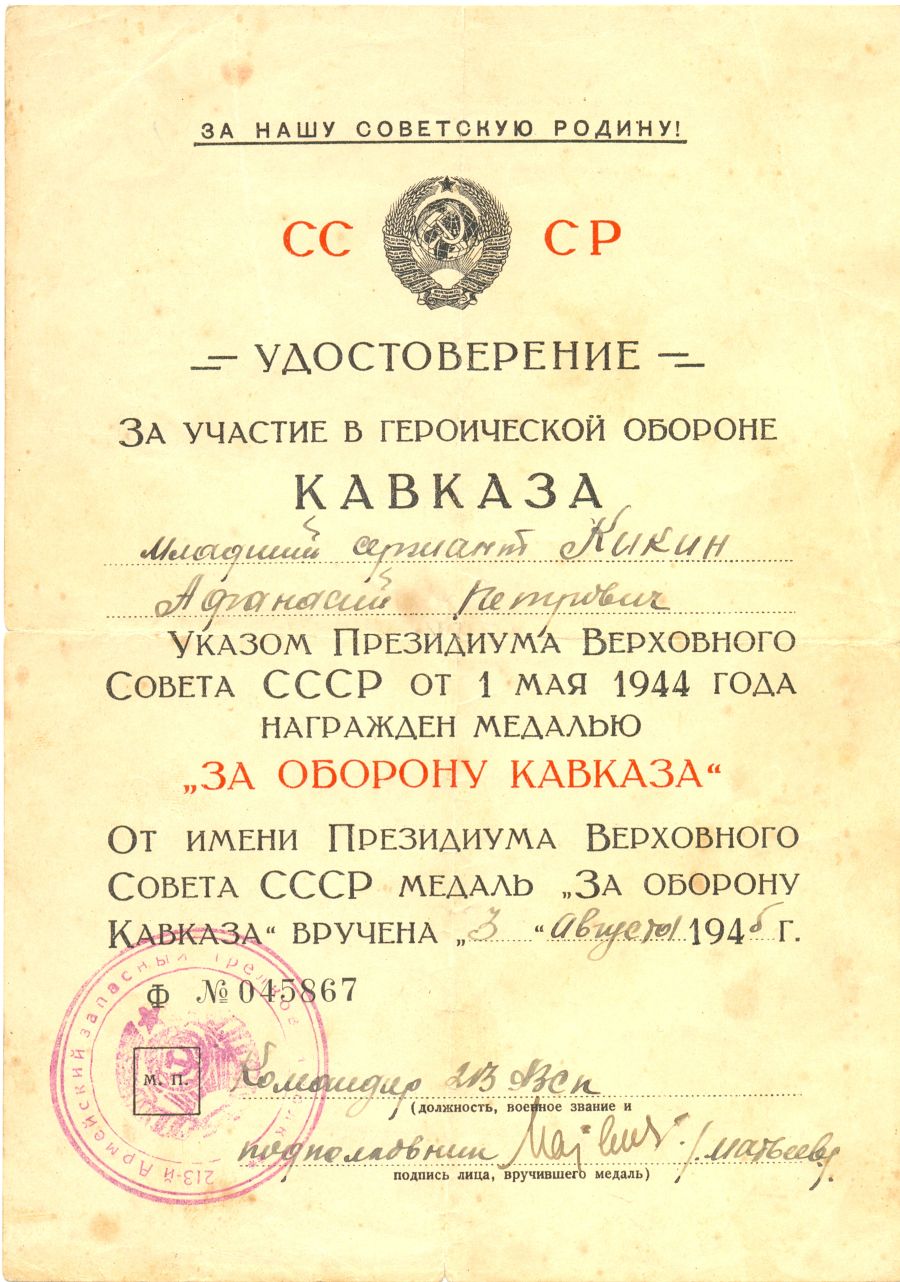 ЗА НАШУ СОВЕТСКУЮ РОДИНУ!
СС СР
УДОСТОВЕРЕНИЕ
ЗА УЧАСТИЕ В ГЕРОИЧЕСКОЙ ОБОРОНЕ
КАВКАЗА
Младший сержант Кикин
Афанасий Петрович
УКАЗОМ ПРЕЗИДИУМА ВЕРХОВНОГО
СОВЕТА СССР ОТ 1 МАЯ 1944 ГОДА
НАГРАЖДЕН МЕДАЛЬЮ
„ЗА ОБОРОНУ КАВКАЗА“
ОТ ИМЕНИ ПРЕЗИДИУМА ВЕРХОВНОГО
СОВЕТА СССР МЕДАЛЬ „ЗА ОБОРОНУ
КАВКАЗА“ ВРУЧЕНА „3“ Августа 1945 Г.
Ф № 045867
213-й Армейский запасный стрелковый полк
М. П.
Командир 213 АЗСП
(должность, военное звание и
подполковник /Матвеев/
подпись лица, вручившего медаль)